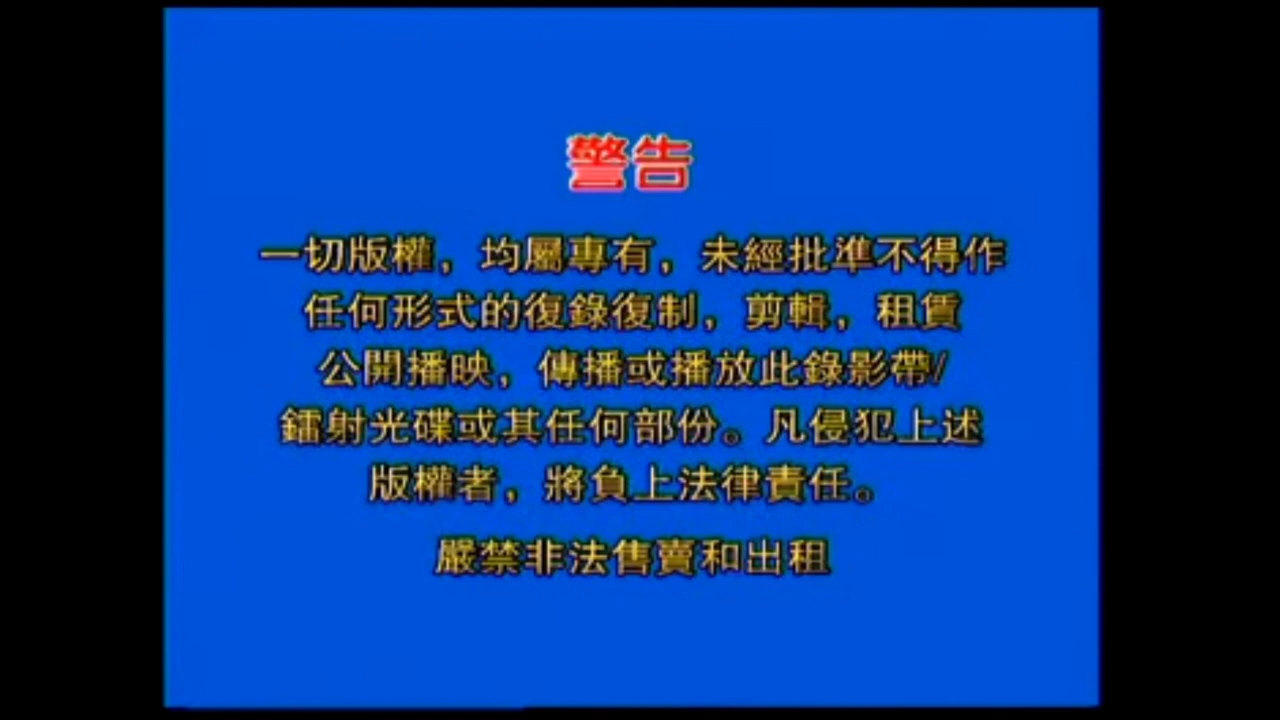 警告
一切版權，均屬專有，未經批準不得作
任何形式的復錄復制，剪輯，租賃
公開播映，傳播或播放此錄影帶/
鐳射光碟或其任何部份。凡侵犯上述
版權者，將負上法律責任。
嚴禁非法售賣和出租